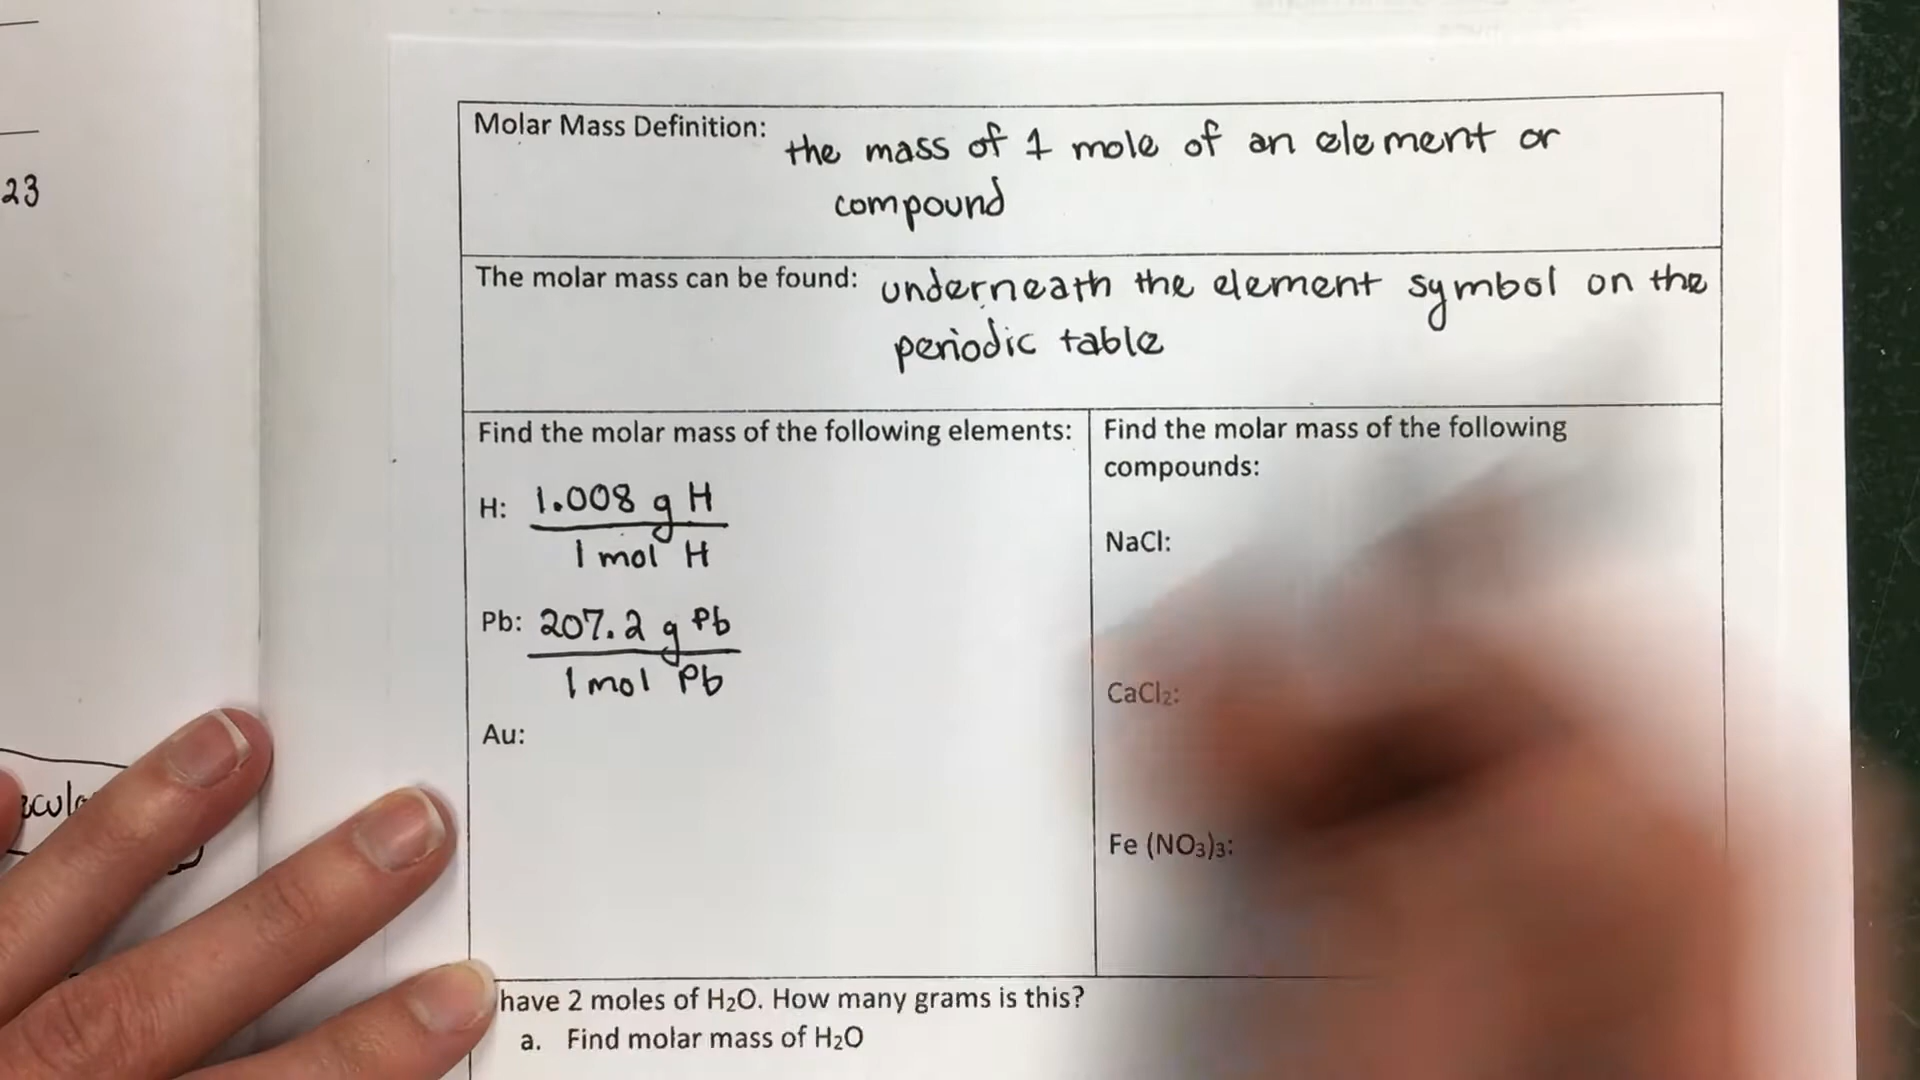 23
Molar Mass Definition: the mass of 1 mole of an element or
compound
The molar mass can be found: underneath the element symbol on the
periodic table
Find the molar mass of the following elements:
H: 1.008 g H
1 mol H
Pb: 207.2 g Pb
1 mol Pb
Au:
Find the molar mass of the following
compounds:
NaCl:
CaCl₂:
Fe (NO₃)₃:
have 2 moles of H₂O. How many grams is this?
a. Find molar mass of H₂O